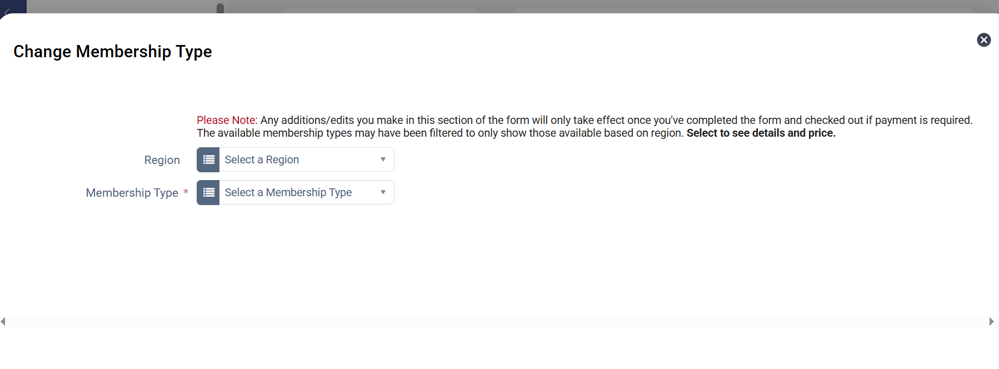 Change Membership Type
Please Note: Any additions/edits you make in this section of the form will only take effect once you've completed the form and checked out if payment is required.
The available membership types may have been filtered to only show those available based on region. Select to see details and price.
Region Select a Region
Membership Type * Select a Membership Type